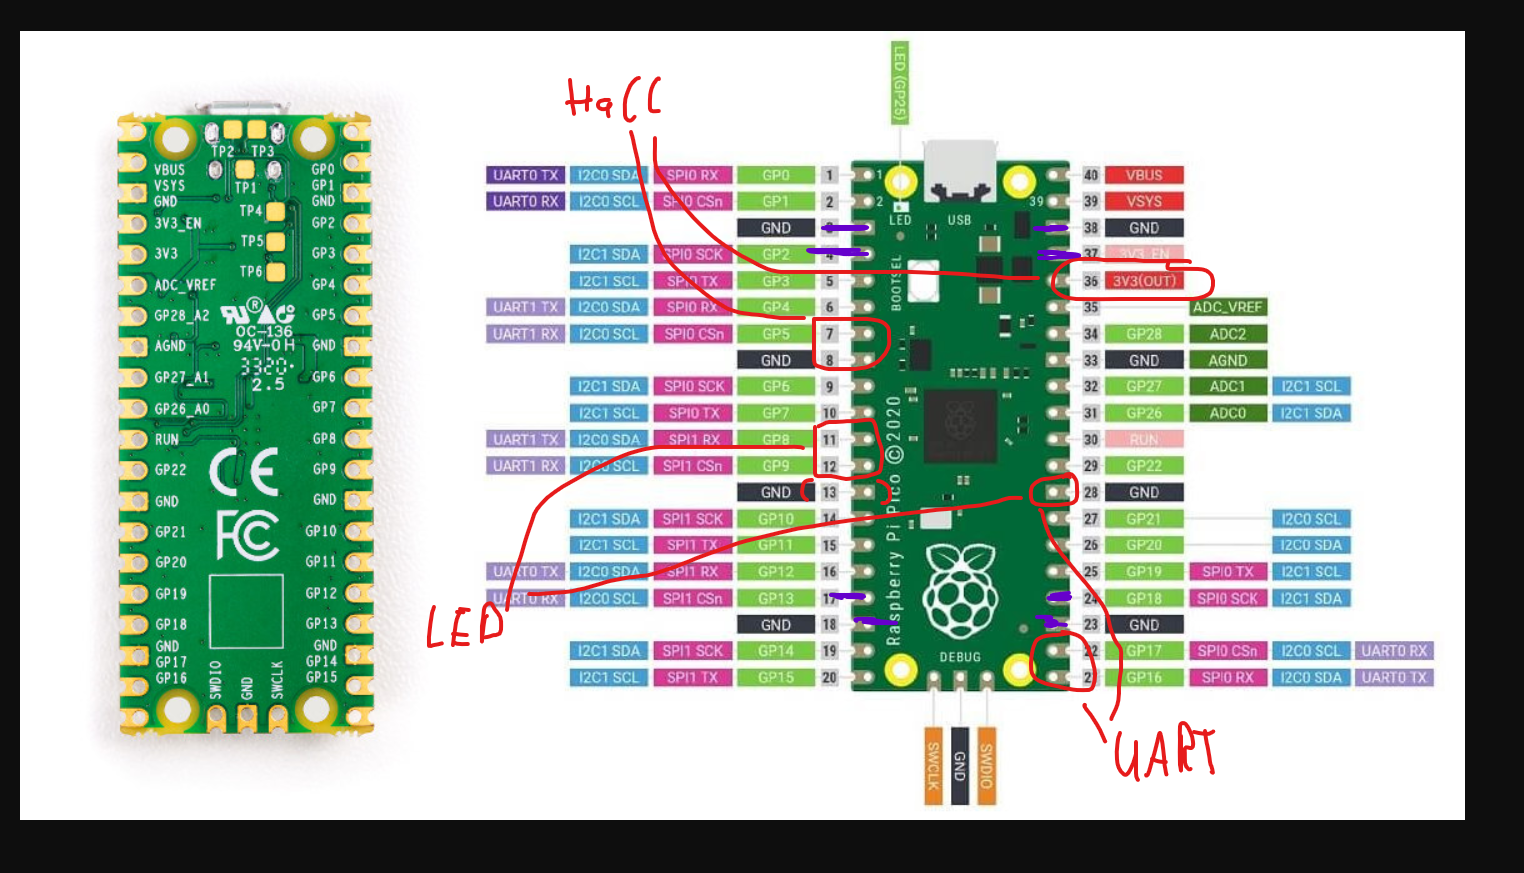 HaCC
LED (GP25)
TP2 TP3
VBUS GP0
VSYS TP1 GP1
GND GND
TP4
3V3_EN GP2
TP5
3V3 GP3
TP6
ADC_VREF GP4
GP28_A2 ® GP5
OC-136
AGND 94V-0 H GND
3320
GP27_A1 2.5 GP6
GP26_A0 GP7
RUN GP8
GP22 CE GP9
GND GND
GP21 FC GP10
GP20 GP11
GP19 GP12
GP18 GP13
GND GND
GP17 GP14
GP16 GP15
SWDIO GND SWCLK
UART0 TX I2C0 SDA SPI0 RX GP0 1 1 40 VBUS
UART0 RX I2C0 SCL SPI0 CSn GP1 2 2 39 39 VSYS
LED USB
GND 3 38 GND
I2C1 SDA SPI0 SCK GP2 4 37 3V3_EN
BOOTSEL
I2C1 SCL SPI0 TX GP3 5 36 3V3(OUT)
UART1 TX I2C0 SDA SPI0 RX GP4 6 35 ADC_VREF
UART1 RX I2C0 SCL SPI0 CSn GP5 7 34 GP28 ADC2
GND 8 33 GND AGND
I2C1 SDA SPI0 SCK GP6 9 32 GP27 ADC1 I2C1 SCL
I2C1 SCL SPI0 TX GP7 10 31 GP26 ADC0 I2C1 SDA
UART1 TX I2C0 SDA SPI1 RX GP8 11 30 RUN
UART1 RX I2C0 SCL SPI1 CSn GP9 12 29 GP22
GND 13 28 GND
I2C1 SDA SPI1 SCK GP10 14 27 GP21 I2C0 SCL
I2C1 SCL SPI1 TX GP11 15 26 GP20 I2C0 SDA
UART0 TX I2C0 SDA SPI1 RX GP12 16 25 GP19 SPI0 TX I2C1 SCL
UART0 RX I2C0 SCL SPI1 CSn GP13 17 24 GP18 SPI0 SCK I2C1 SDA
GND 18 23 GND
Raspberry Pi Pico ©2020
LED
DEBUG
I2C1 SDA SPI1 SCK GP14 19 22 GP17 SPI0 CSn I2C0 SCL UART0 RX
I2C1 SCL SPI1 TX GP15 20 21 GP16 SPI0 RX I2C0 SDA UART0 TX
SWCLK GND SWDIO
UART